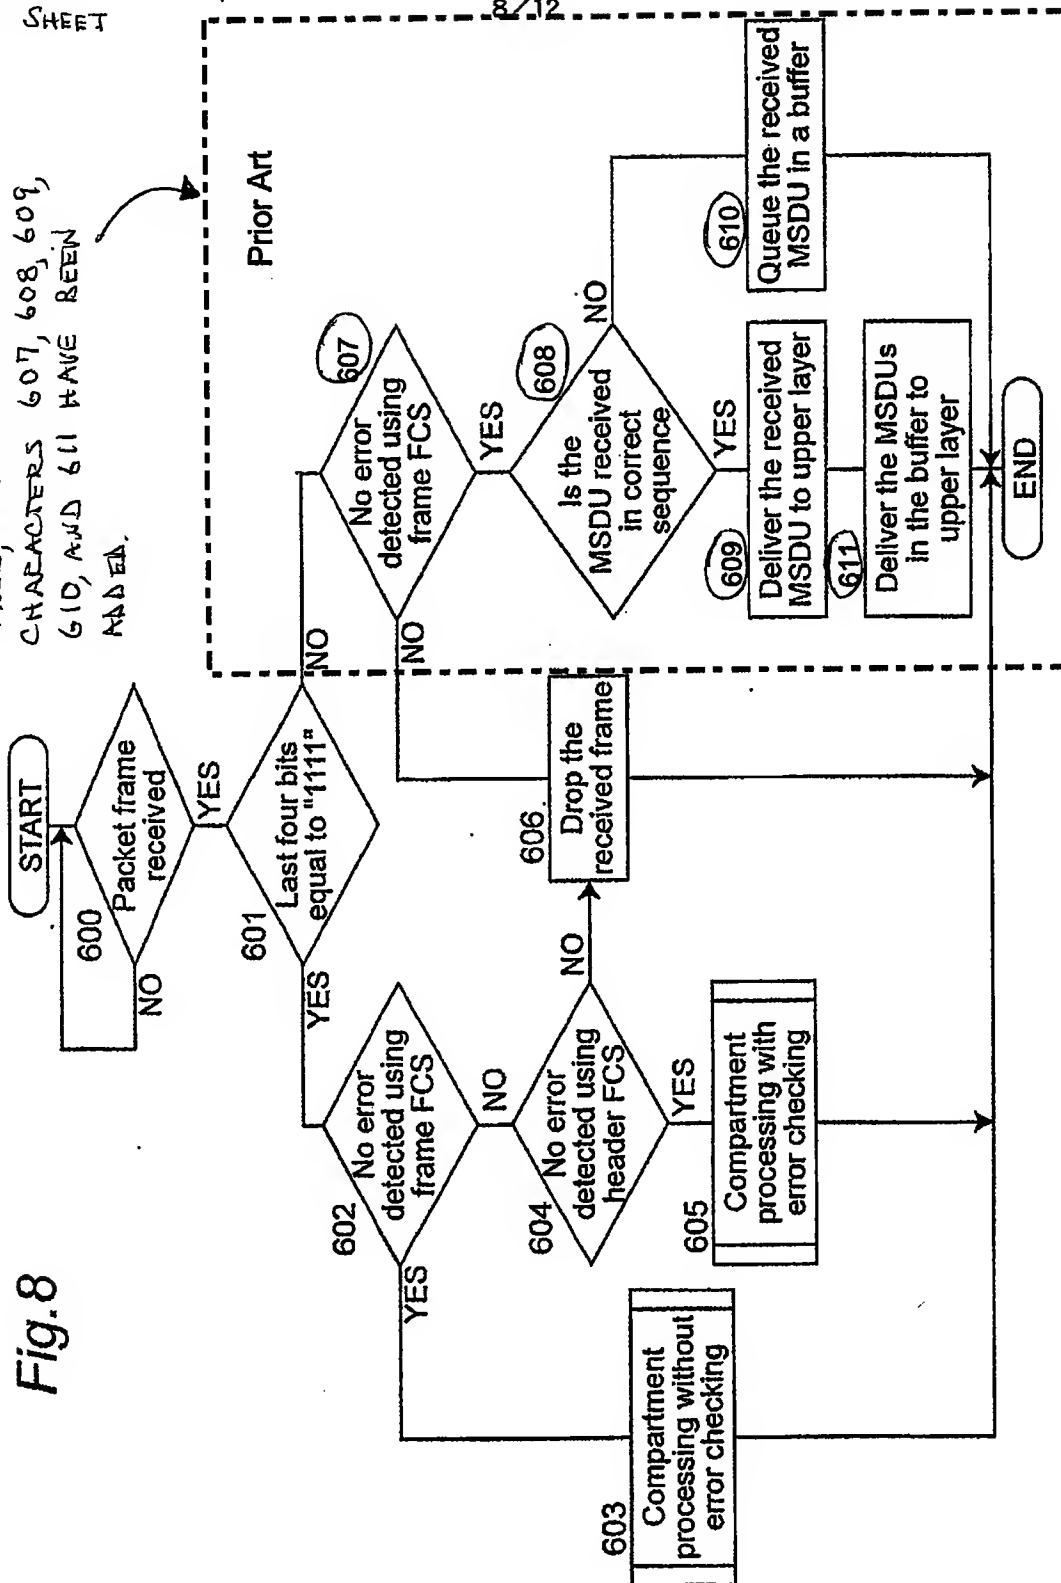 SHEET
8/12
CHARACTERS 607, 608, 609,
610, AND 611 HAVE BEEN
ADDED.
Fig.8
START
600
Packet frame
received
NO
YES
601
Last four bits
equal to "1111"
YES
NO
602
No error
detected using
frame FCS
YES
NO
603
Compartment
processing without
error checking
604
No error
detected using
header FCS
NO
YES
605
Compartment
processing with
error checking
606
Drop the
received frame
Prior Art
607
No error
detected using
frame FCS
NO
YES
608
Is the
MSDU received
in correct
sequence
NO
YES
609
Deliver the received
MSDU to upper layer
610
Queue the received
MSDU in a buffer
611
Deliver the MSDUs
in the buffer to
upper layer
END